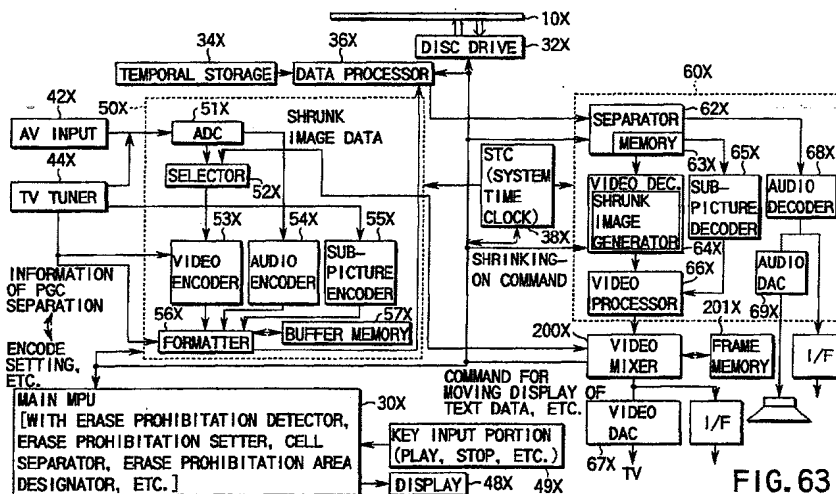 10X
DISC DRIVE
32X
34X
36X
TEMPORAL STORAGE
DATA PROCESSOR
60X
42X
50X
51X
AV INPUT
ADC
SHRUNK
IMAGE DATA
44X
TV TUNER
SELECTOR
52X
53X
54X
55X
VIDEO
ENCODER
AUDIO
ENCODER
SUB-
PICTURE
ENCODER
56X
57X
FORMATTER
BUFFER MEMORY
INFORMATION
OF PGC
SEPARATION
ENCODE
SETTING,
ETC.
STC
(SYSTEM
TIME
CLOCK)
38X
SHRINKING-
ON COMMAND
62X
SEPARATOR
MEMORY
63X
65X
68X
VIDEO DEC.
SHRUNK
IMAGE
GENERATOR
64X
SUB-
PICTURE
DECODER
AUDIO
DECODER
66X
VIDEO
PROCESSOR
AUDIO
DAC
69X
200X
201X
VIDEO
MIXER
FRAME
MEMORY
I/F
COMMAND FOR
MOVING DISPLAY OF
TEXT DATA, ETC.
VIDEO
DAC
I/F
67X
TV
30X
MAIN MPU
[WITH ERASE PROHIBITATION DETECTOR,
ERASE PROHIBITATION SETTER, CELL
SEPARATOR, ERASE PROHIBITATION AREA
DESIGNATOR, ETC.]
KEY INPUT PORTION
(PLAY, STOP, ETC.)
49X
DISPLAY
48X
FIG. 63